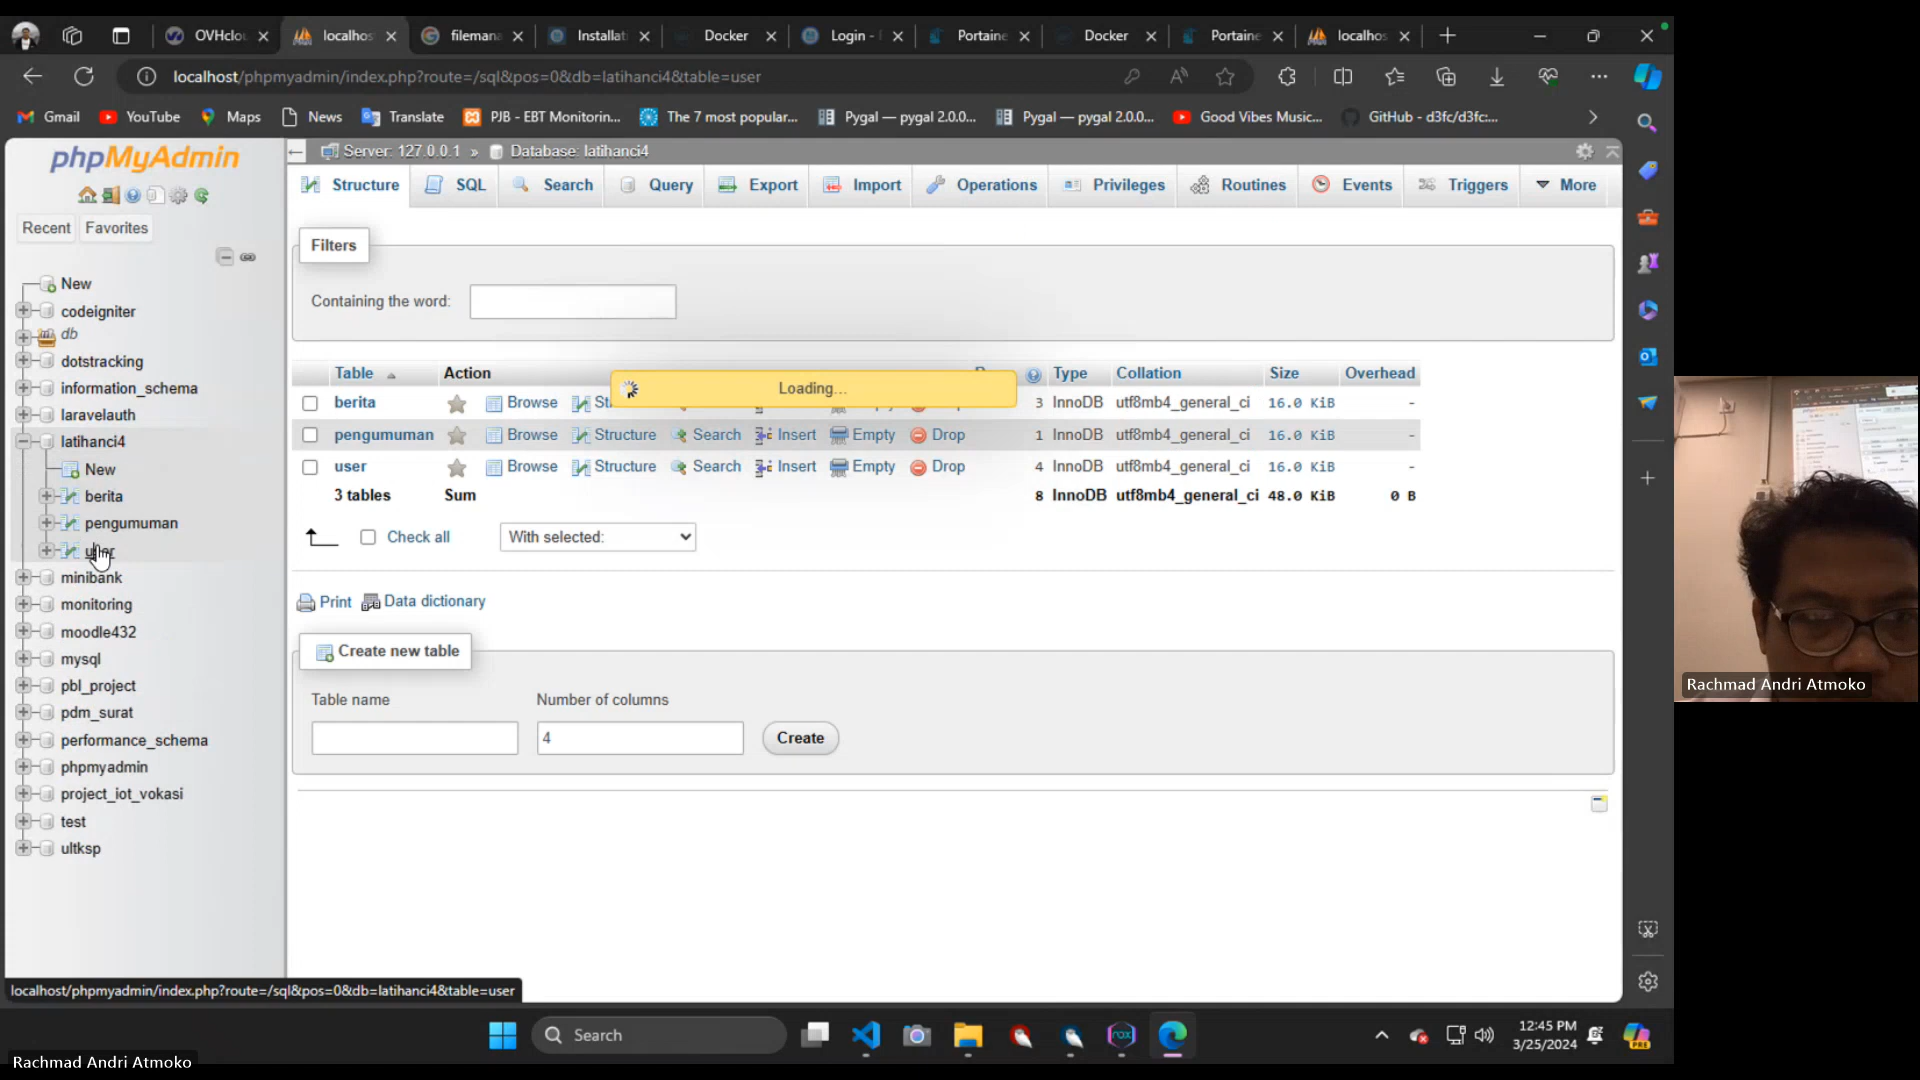 OVHclou
localhos
filemana
Installati
Docker
Login -
Portaine
Docker
Portaine
localhos
localhost/phpmyadmin/index.php?route=/sql&pos=0&db=latihanci4&table=user
Gmail
YouTube
Maps
News
Translate
PJB - EBT Monitorin...
The 7 most popular...
Pygal — pygal 2.0.0...
Pygal — pygal 2.0.0...
Good Vibes Music...
GitHub - d3fc/d3fc:...
phpMyAdmin
Recent
Favorites
New
codeigniter
db
dotstracking
information_schema
laravelauth
latihanci4
New
berita
pengumuman
user
minibank
monitoring
moodle432
mysql
pbl_project
pdm_surat
performance_schema
phpmyadmin
project_iot_vokasi
test
ultksp
Server: 127.0.0.1 » Database: latihanci4
Structure
SQL
Search
Query
Export
Import
Operations
Privileges
Routines
Events
Triggers
More
Filters
Containing the word:
Table Action Type Collation Size Overhead
Loading...
berita Browse 3 InnoDB utf8mb4_general_ci 16.0 KiB -
pengumuman Browse Structure Search Insert Empty Drop 1 InnoDB utf8mb4_general_ci 16.0 KiB -
user Browse Structure Search Insert Empty Drop 4 InnoDB utf8mb4_general_ci 16.0 KiB -
3 tables Sum 8 InnoDB utf8mb4_general_ci 48.0 KiB 0 B
Check all With selected:
Print Data dictionary
Create new table
Table name Number of columns
4 Create
localhost/phpmyadmin/index.php?route=/sql&pos=0&db=latihanci4&table=user
Search
12:45 PM
3/25/2024
PRE
Rachmad Andri Atmoko
Rachmad Andri Atmoko